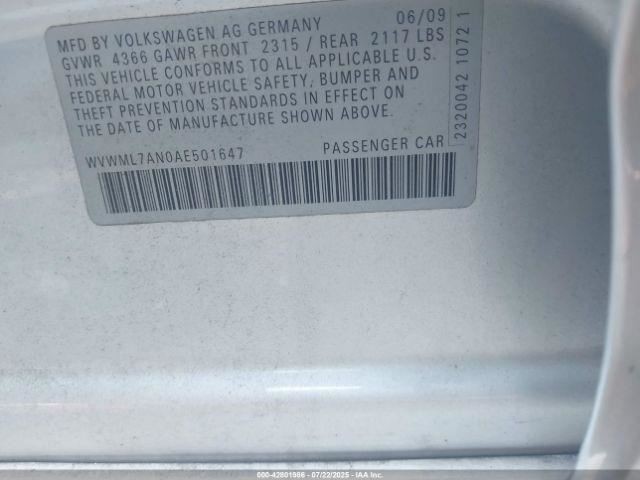 MFD BY VOLKSWAGEN AG GERMANY 06/09
GVWR 4366 GAWR FRONT 2315 / REAR 2117 LBS
THIS VEHICLE CONFORMS TO ALL APPLICABLE U.S.
FEDERAL MOTOR VEHICLE SAFETY, BUMPER AND
THEFT PREVENTION STANDARDS IN EFFECT ON
THE DATE OF MANUFACTURE SHOWN ABOVE.
WVWML7AN0AE501647 PASSENGER CAR
2320042 1072 1
000-42801986 - 07/22/2025 - IAAI.COM